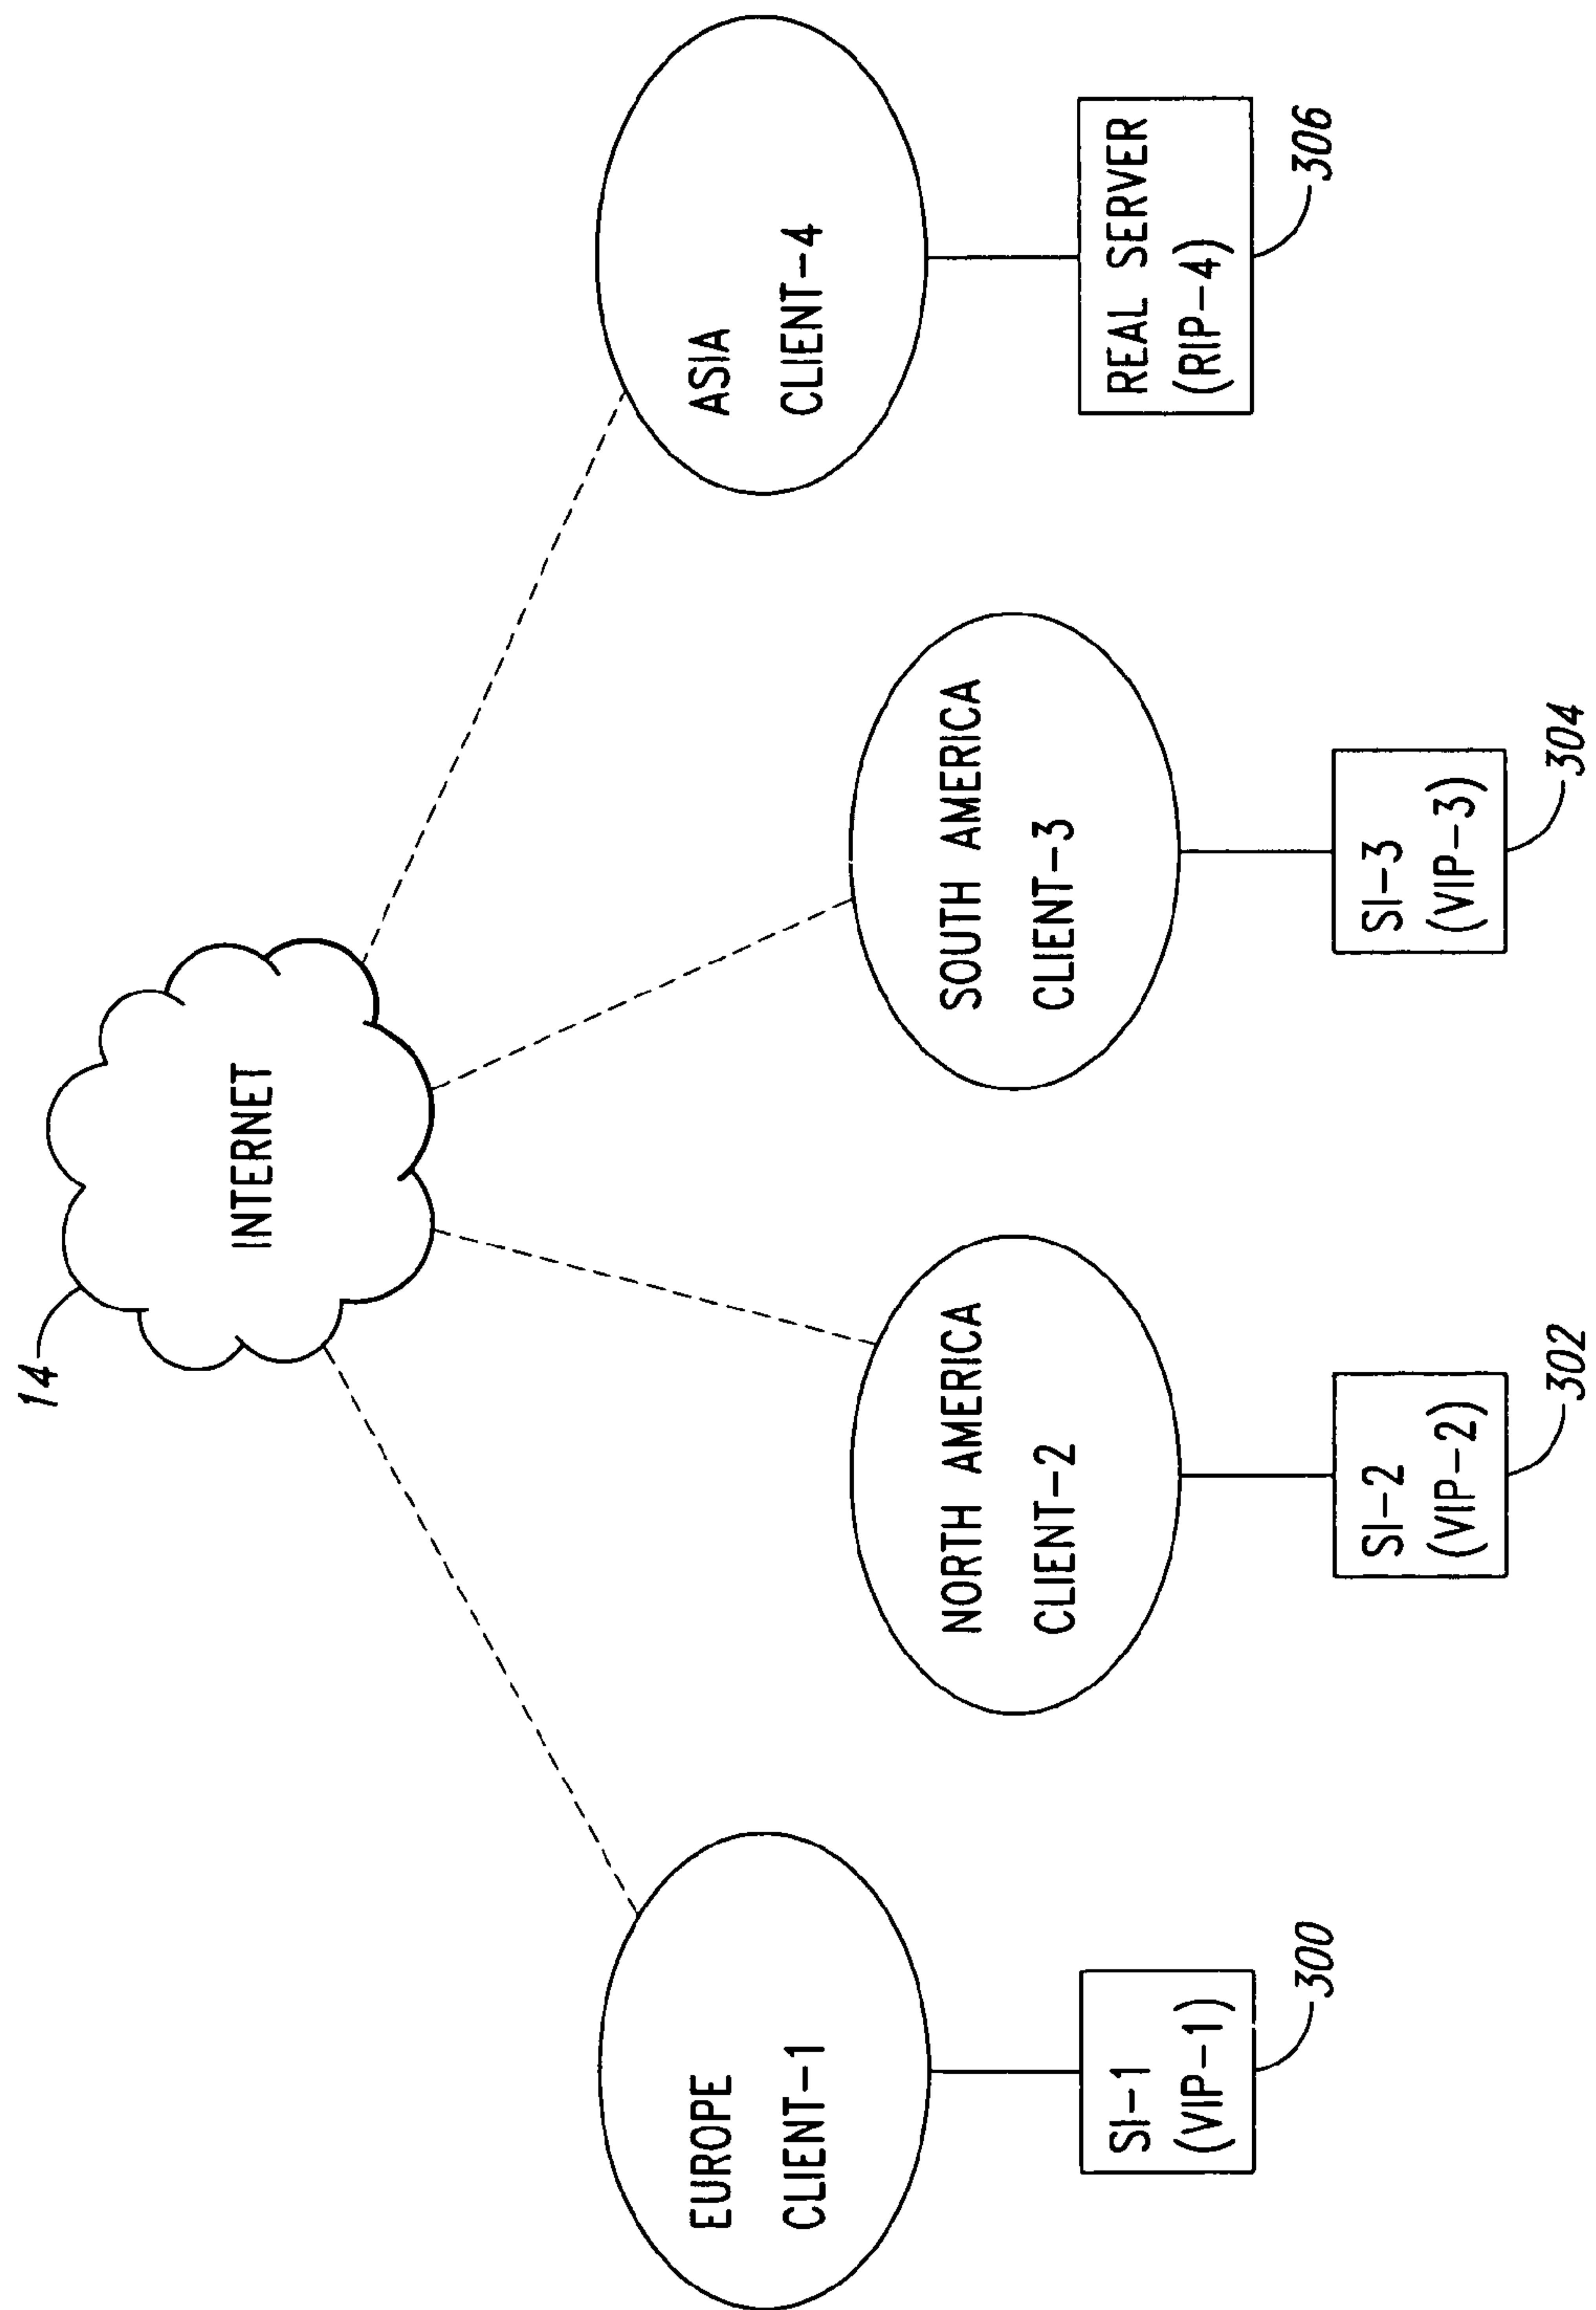 14
INTERNET
EUROPE
CLIENT-1
SI-1
(VIP-1)
300
NORTH AMERICA
CLIENT-2
SI-2
(VIP-2)
302
SOUTH AMERICA
CLIENT-3
SI-3
(VIP-3)
304
ASIA
CLIENT-4
REAL SERVER
(RIP-4)
306